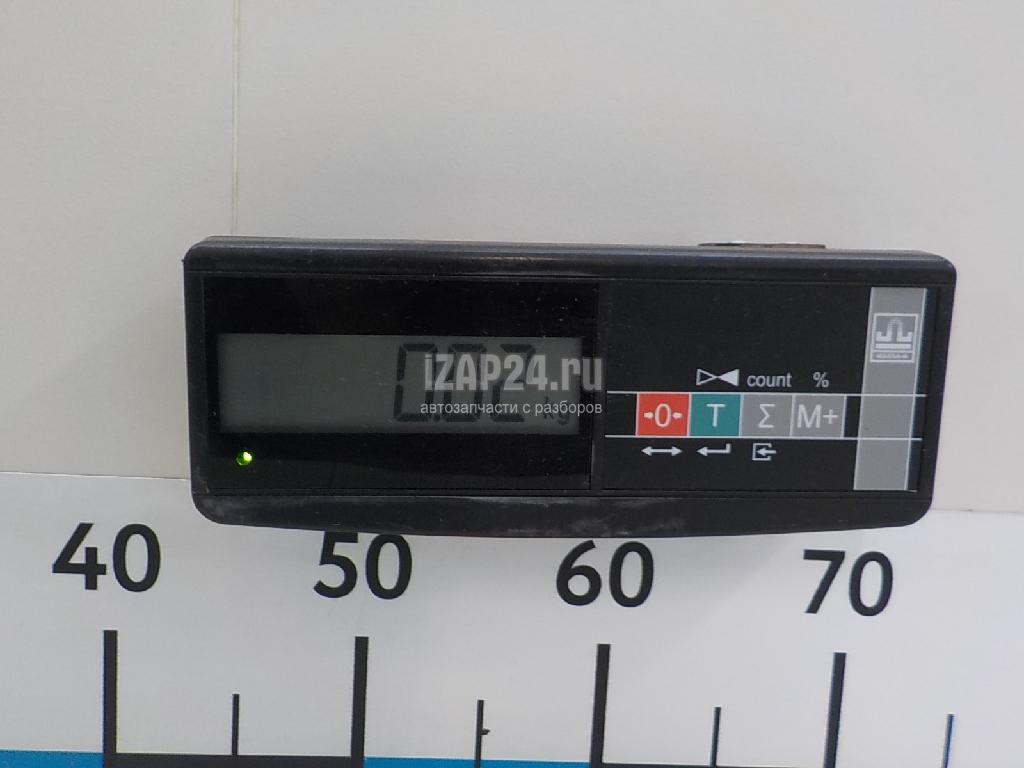 0.02 kg
iZAP24.ru
автозапчасти с разборов
count %
→0← T Σ M+
40 50 60 70